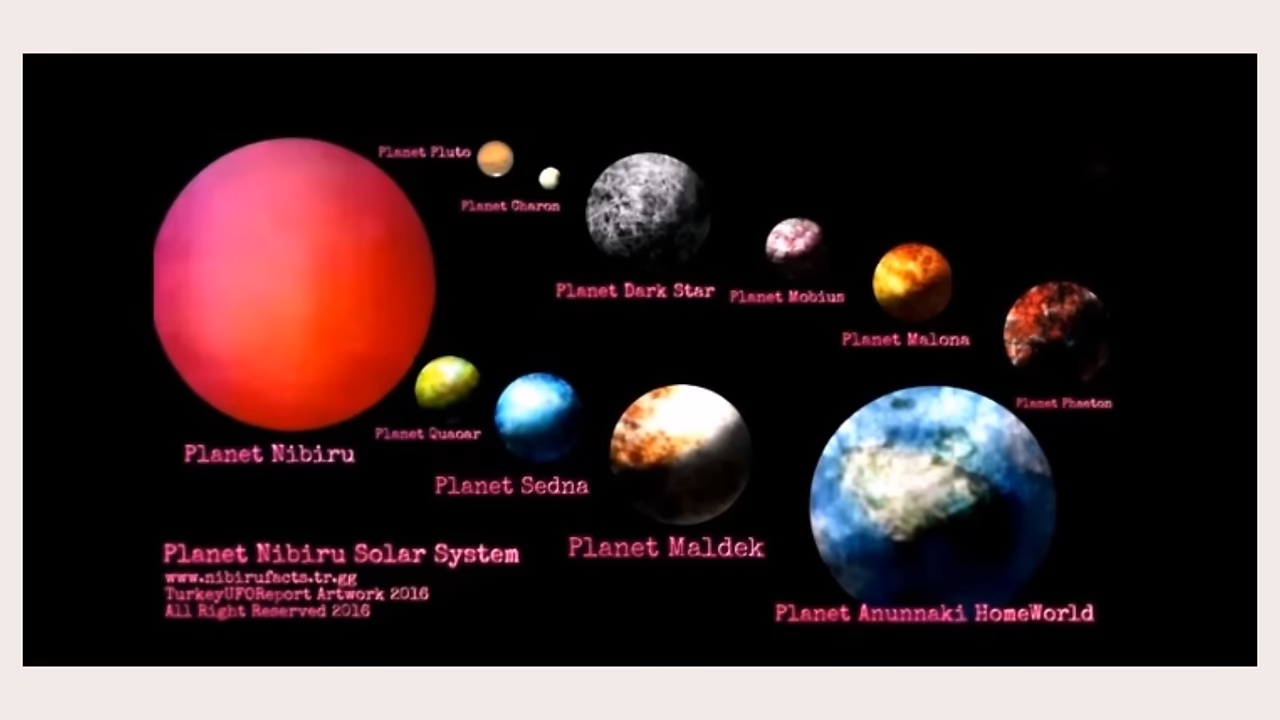 Planet Pluto
Planet Charon
Planet Dark Star
Planet Mobius
Planet Malona
Planet Phaeton
Planet Nibiru
Planet Quaoar
Planet Sedna
Planet Maldek
Planet Anunnaki HomeWorld
Planet Nibiru Solar System
www.nibirufacts.tr.gg
TurkeyUFOReport Artwork 2016
All Right Reserved 2016